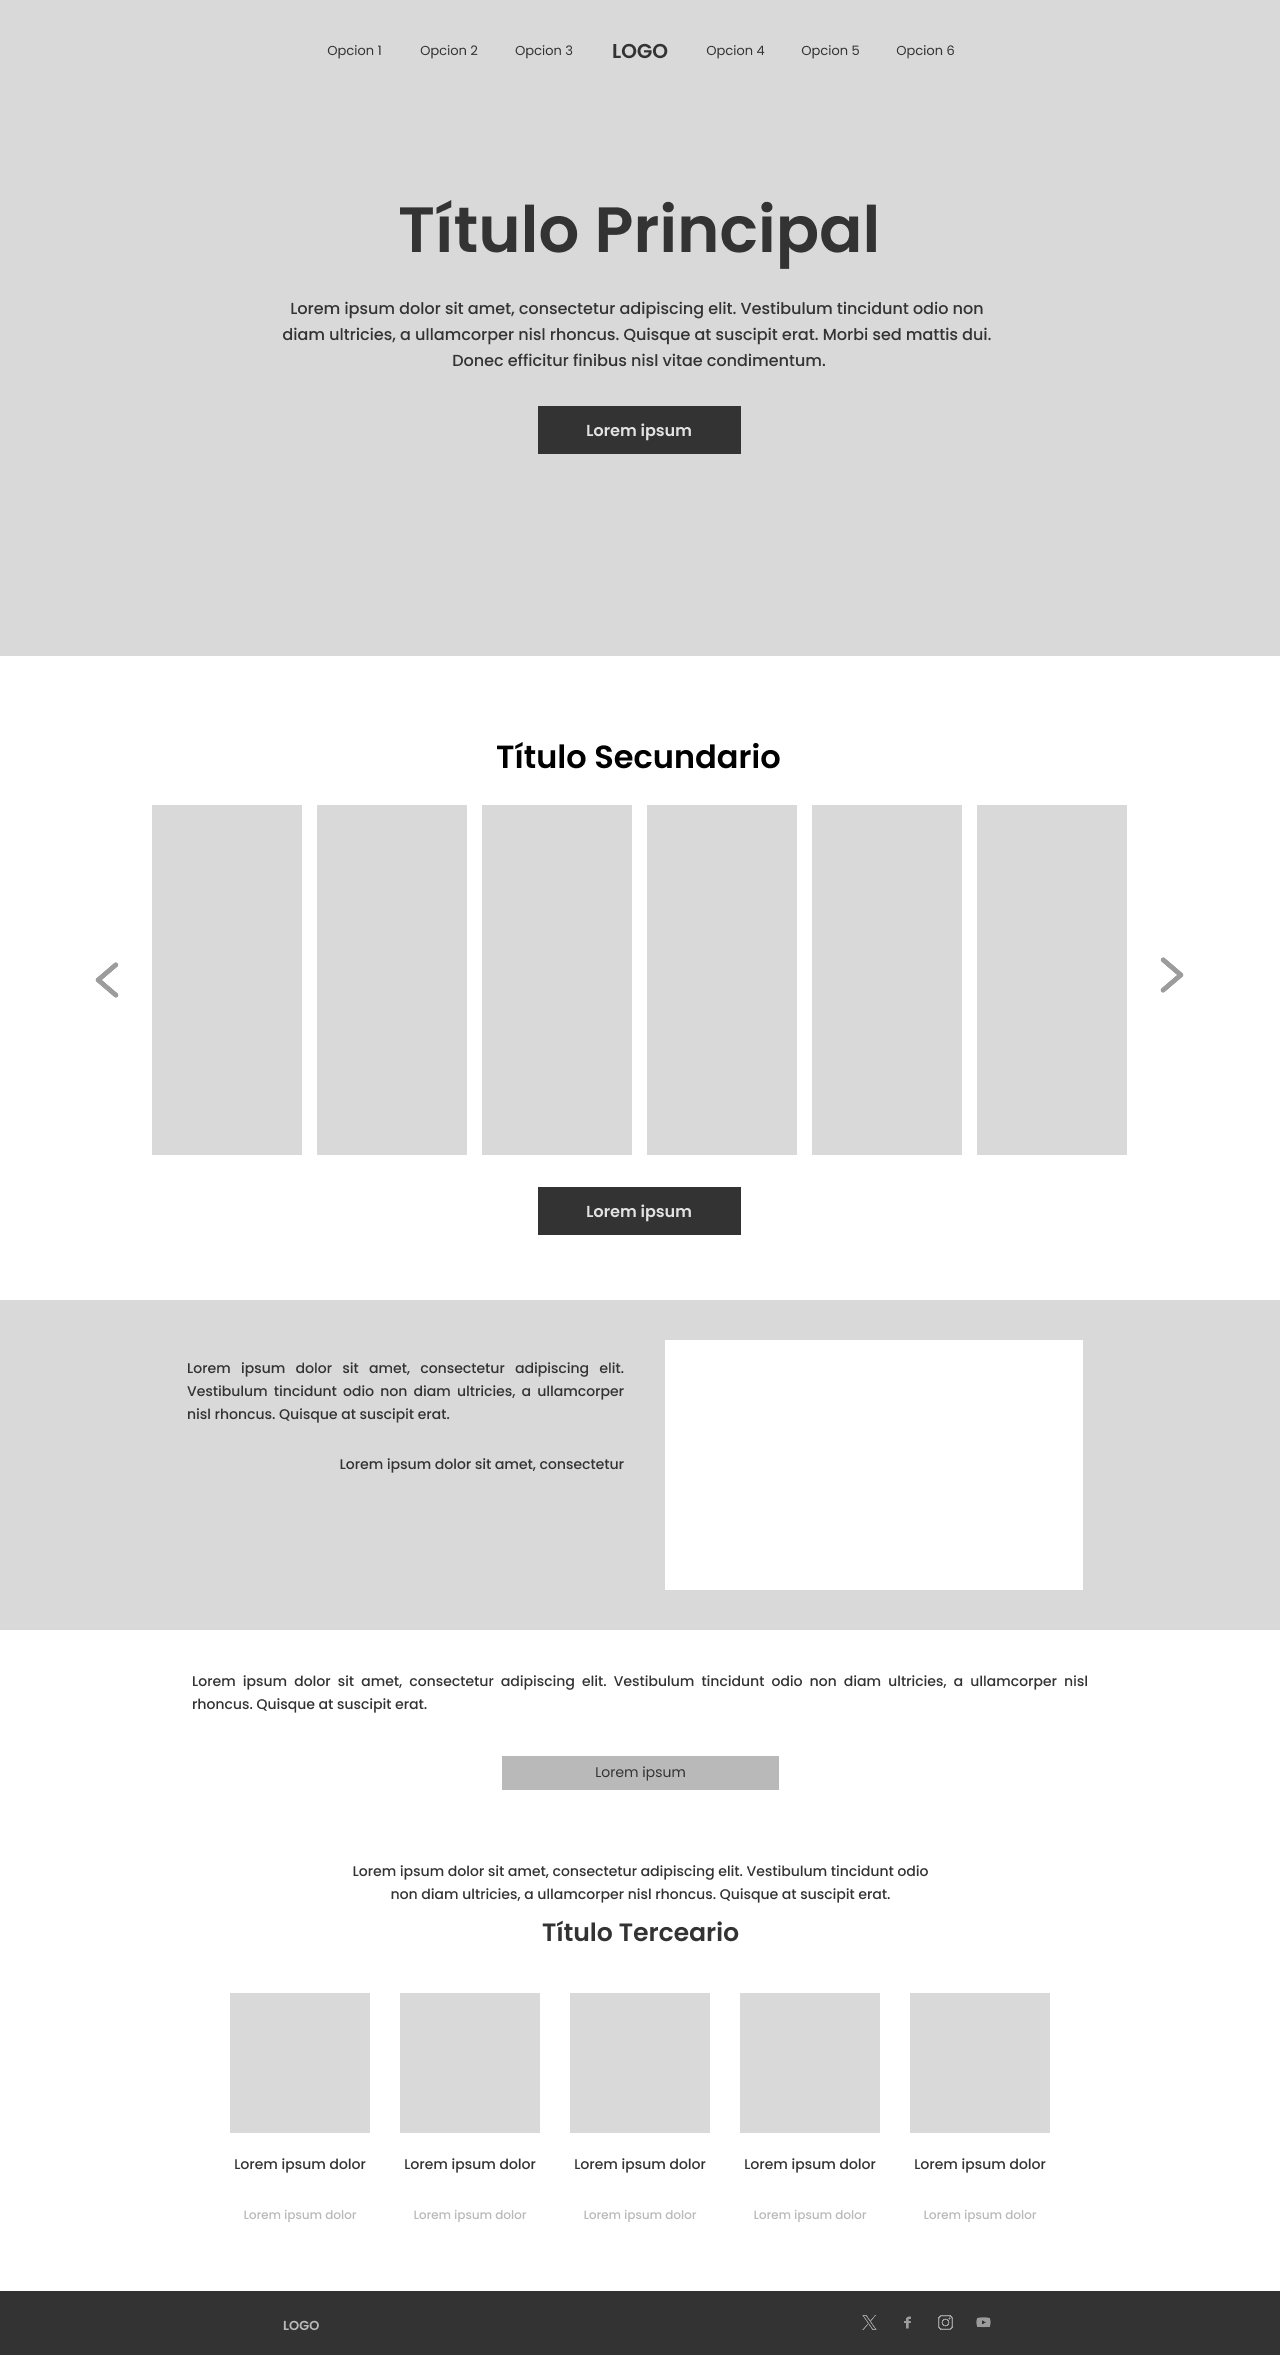 Opcion 1 Opcion 2 Opcion 3 LOGO Opcion 4 Opcion 5 Opcion 6
Título Principal
Lorem ipsum dolor sit amet, consectetur adipiscing elit. Vestibulum tincidunt odio non
diam ultricies, a ullamcorper nisl rhoncus. Quisque at suscipit erat. Morbi sed mattis dui.
Donec efficitur finibus nisl vitae condimentum.
Lorem ipsum
Título Secundario
Lorem ipsum
Lorem ipsum dolor sit amet, consectetur adipiscing elit.
Vestibulum tincidunt odio non diam ultricies, a ullamcorper
nisl rhoncus. Quisque at suscipit erat.
Lorem ipsum dolor sit amet, consectetur
Lorem ipsum dolor sit amet, consectetur adipiscing elit. Vestibulum tincidunt odio non diam ultricies, a ullamcorper nisl
rhoncus. Quisque at suscipit erat.
Lorem ipsum
Lorem ipsum dolor sit amet, consectetur adipiscing elit. Vestibulum tincidunt odio
non diam ultricies, a ullamcorper nisl rhoncus. Quisque at suscipit erat.
Título Terceario
Lorem ipsum dolor Lorem ipsum dolor Lorem ipsum dolor Lorem ipsum dolor Lorem ipsum dolor
Lorem ipsum dolor Lorem ipsum dolor Lorem ipsum dolor Lorem ipsum dolor Lorem ipsum dolor
LOGO